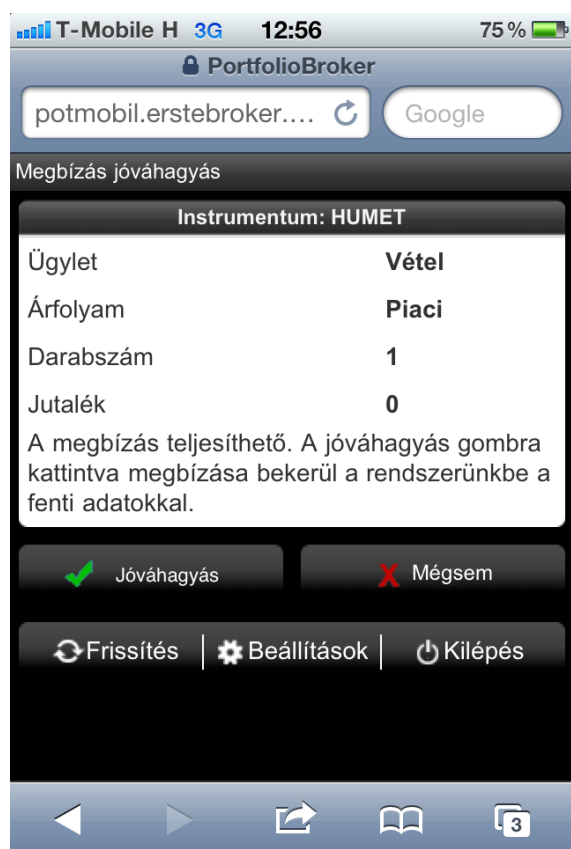 T-Mobile H 3G 12:56 75 %
PortfolioBroker
potmobil.erstebroker.... Google
Megbízás jóváhagyás
Instrumentum: HUMET
Ügylet Vétel
Árfolyam Piaci
Darabszám 1
Jutalék 0
A megbízás teljesíthető. A jóváhagyás gombra
kattintva megbízása bekerül a rendszerünkbe a
fenti adatokkal.
Jóváhagyás Mégsem
Frissítés Beállítások Kilépés
3